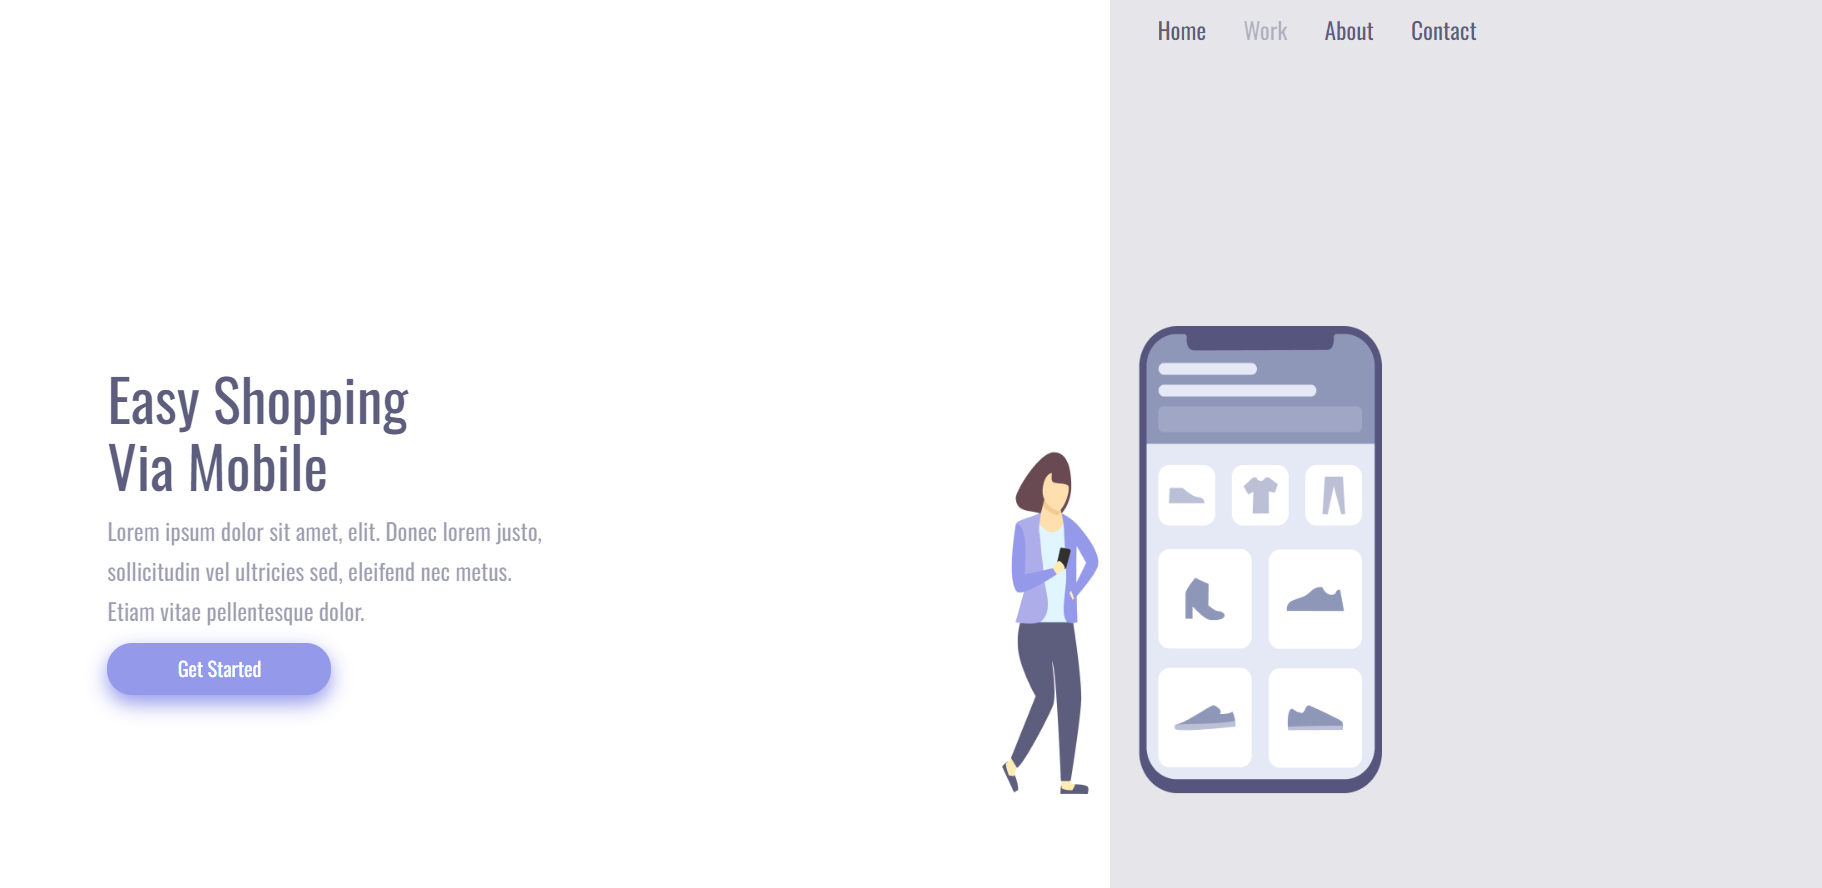 Home Work About Contact
Easy Shopping
Via Mobile
Lorem ipsum dolor sit amet, elit. Donec lorem justo,
sollicitudin vel ultricies sed, eleifend nec metus.
Etiam vitae pellentesque dolor.
Get Started